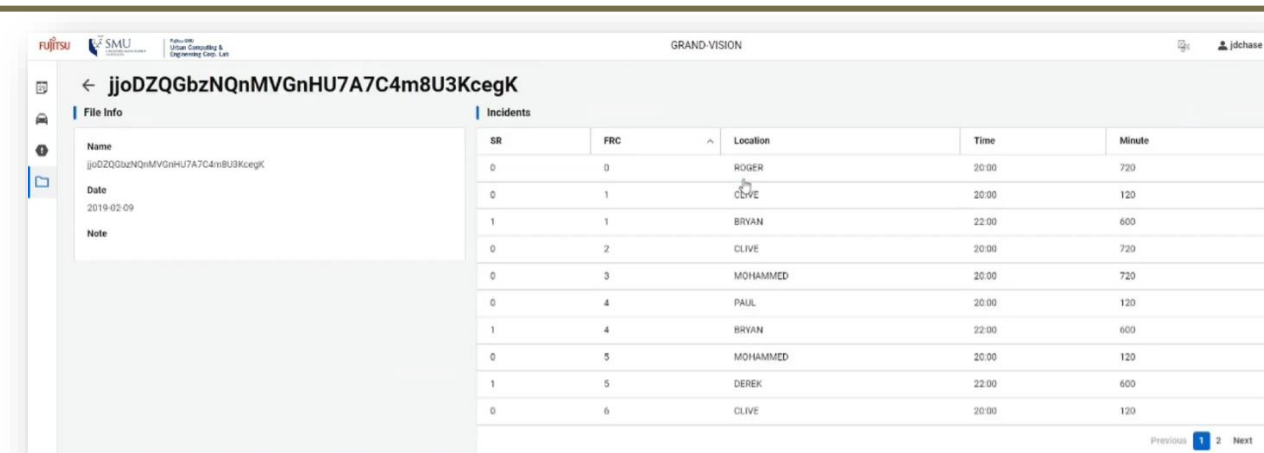 FUJITSU SMU Fujitsu-SMU Urban Computing & Engineering Corp. Lab GRAND-VISION jdchase
← jjoDZQGbzNQnMVGnHU7A7C4m8U3KcegK
File Info Incidents
SR FRC Location Time Minute
Name
jjoDZQGbzNQnMVGnHU7A7C4m8U3KcegK
0 0 ROGER 20:00 720
Date
0 1 CLIVE 20:00 120
2019-02-09
1 1 BRYAN 22:00 600
Note
0 2 CLIVE 20:00 720
0 3 MOHAMMED 20:00 720
0 4 PAUL 20:00 120
1 4 BRYAN 22:00 600
0 5 MOHAMMED 20:00 120
1 5 DEREK 22:00 600
0 6 CLIVE 20:00 120
Previous 1 2 Next